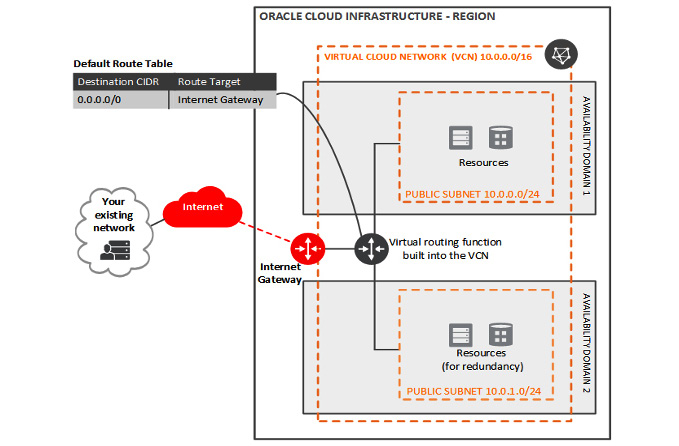 ORACLE CLOUD INFRASTRUCTURE - REGION
VIRTUAL CLOUD NETWORK (VCN) 10.0.0.0/16
Default Route Table
Destination CIDR Route Target
0.0.0.0/0 Internet Gateway
AVAILABILITY DOMAIN 1
Resources
PUBLIC SUBNET 10.0.0.0/24
Your
existing
network
Internet
Internet
Gateway
Virtual routing function
built into the VCN
AVAILABILITY DOMAIN 2
Resources
(for redundancy)
PUBLIC SUBNET 10.0.1.0/24